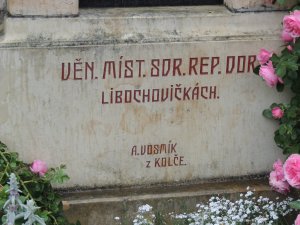 VĚN. MÍST. SDR. REP. DOR.
LIBOCHOVIČKÁCH.
A. VOSMÍK
Z KOLČE.